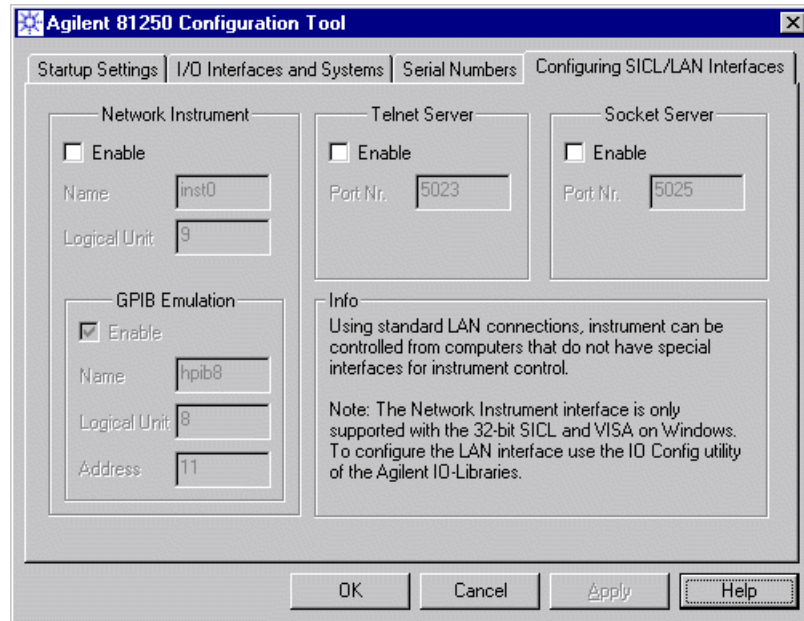 Agilent 81250 Configuration Tool
Startup Settings
I/O Interfaces and Systems
Serial Numbers
Configuring SICL/LAN Interfaces
Network Instrument
Enable
Name
inst0
Logical Unit
9
GPIB Emulation
Enable
Name
hpib8
Logical Unit
8
Address
11
Telnet Server
Enable
Port Nr.
5023
Socket Server
Enable
Port Nr.
5025
Info
Using standard LAN connections, instrument can be
controlled from computers that do not have special
interfaces for instrument control.
Note: The Network Instrument interface is only
supported with the 32-bit SICL and VISA on Windows.
To configure the LAN interface use the IO Config utility
of the Agilent IO-Libraries.
OK
Cancel
Apply
Help